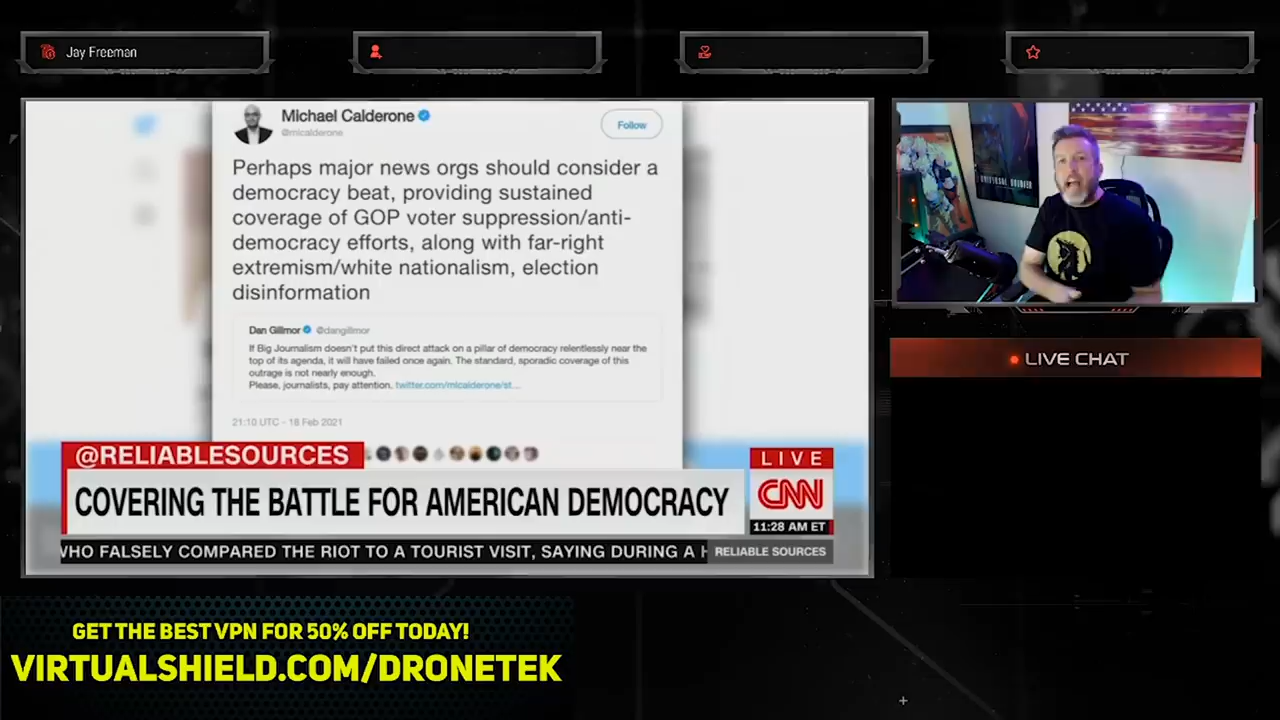 Jay Freeman
Michael Calderone
@mlcalderone
Follow
Perhaps major news orgs should consider a
democracy beat, providing sustained
coverage of GOP voter suppression/anti-
democracy efforts, along with far-right
extremism/white nationalism, election
disinformation
Dan Gillmor @dangillmor
If Big Journalism doesn't put this direct attack on a pillar of democracy relentlessly near the
top of its agenda, it will have failed once again. The standard, sporadic coverage of this
outrage is not nearly enough.
Please, journalists, pay attention. twitter.com/mlcalderone/st...
21:10 UTC - 18 Feb 2021
@RELIABLESOURCES
COVERING THE BATTLE FOR AMERICAN DEMOCRACY
LIVE
CNN
11:28 AM ET
WHO FALSELY COMPARED THE RIOT TO A TOURIST VISIT, SAYING DURING A H
RELIABLE SOURCES
LIVE CHAT
GET THE BEST VPN FOR 50% OFF TODAY!
VIRTUALSHIELD.COM/DRONETEK